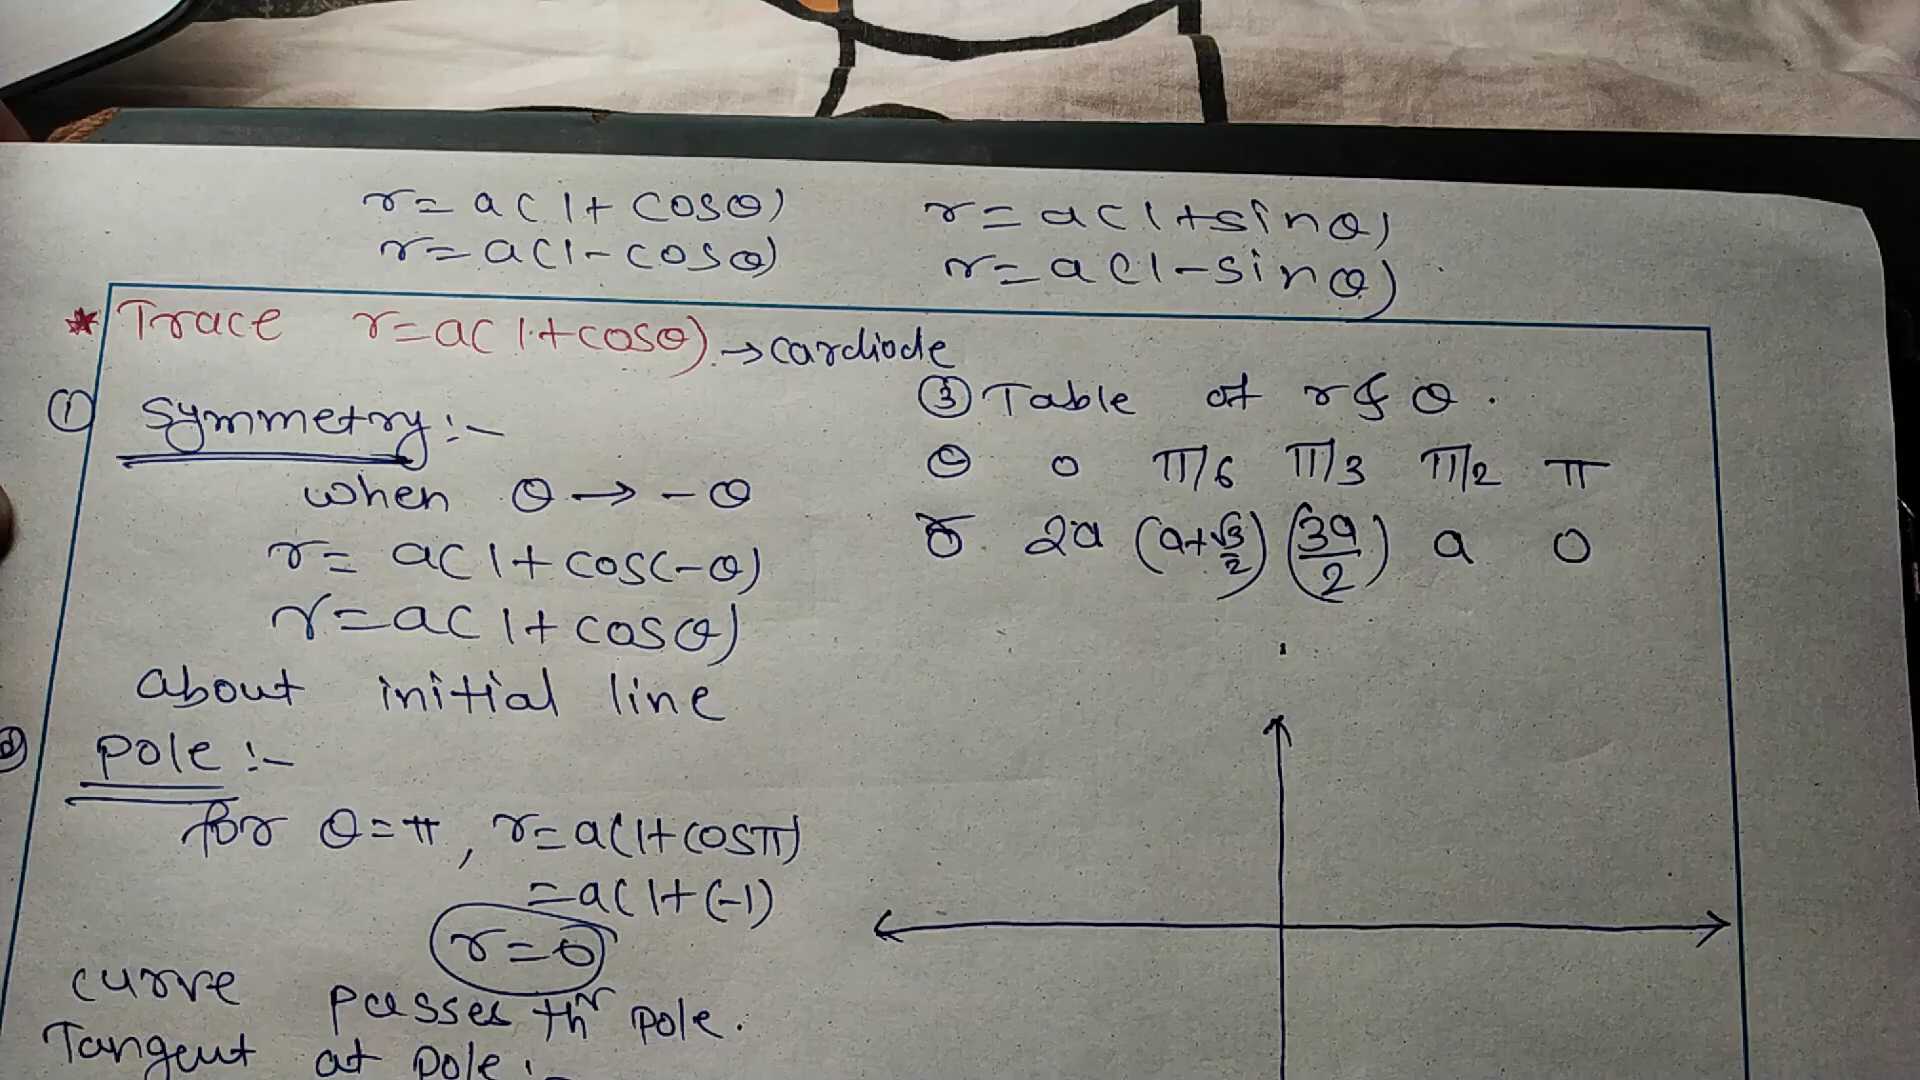 r = a(1+cosθ)
r = a(1-cosθ)
r = a(1+sinθ)
r = a(1-sinθ)
* Trace r=a(1+cosθ). → cardiode
① Symmetry:-
when θ → -θ
r = a(1+cos(-θ)
r = a(1+cosθ)
about initial line
② pole:-
for θ=π, r=a(1+cosπ)
=a(1+(-1)
r=0
curve passes thr pole.
Tangent at pole:-
③ Table of r & θ.
θ 0 π/6 π/3 π/2 π
r 2a (a+√3/2) (3a/2) a 0